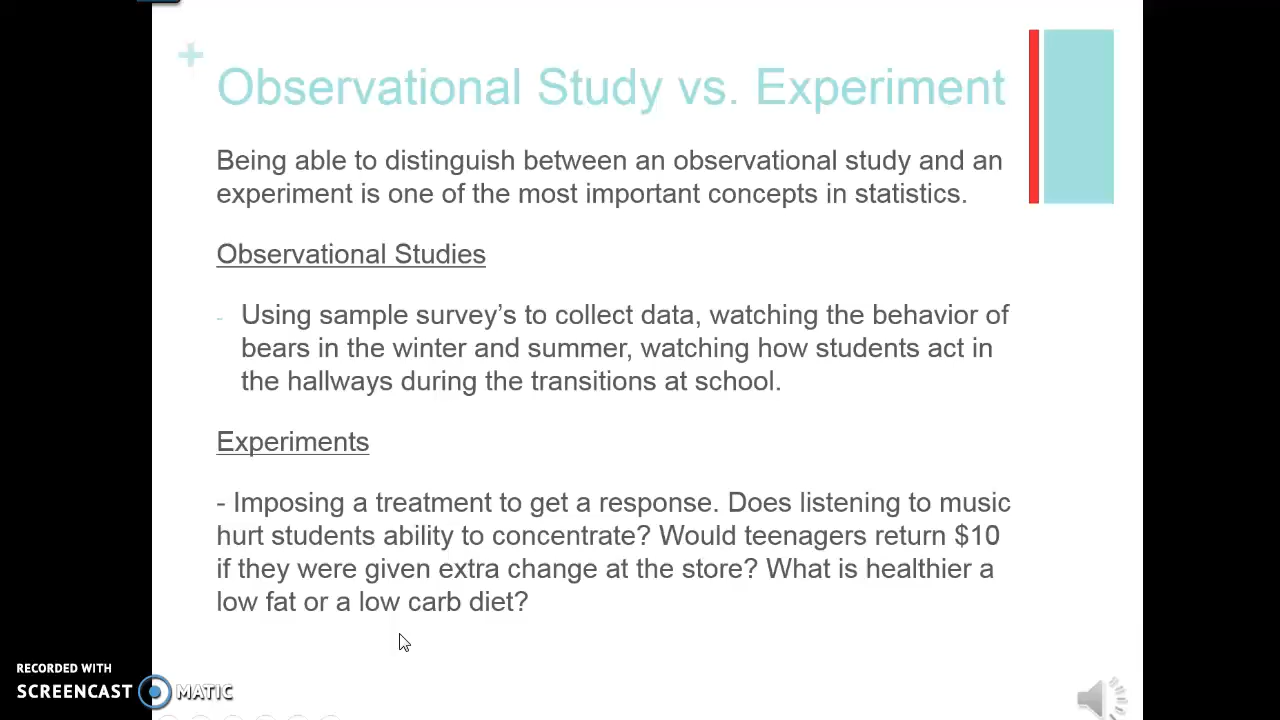 +
Observational Study vs. Experiment
Being able to distinguish between an observational study and an
experiment is one of the most important concepts in statistics.
Observational Studies
- Using sample survey's to collect data, watching the behavior of
bears in the winter and summer, watching how students act in
the hallways during the transitions at school.
Experiments
- Imposing a treatment to get a response. Does listening to music
hurt students ability to concentrate? Would teenagers return $10
if they were given extra change at the store? What is healthier a
low fat or a low carb diet?
RECORDED WITH
SCREENCAST MATIC